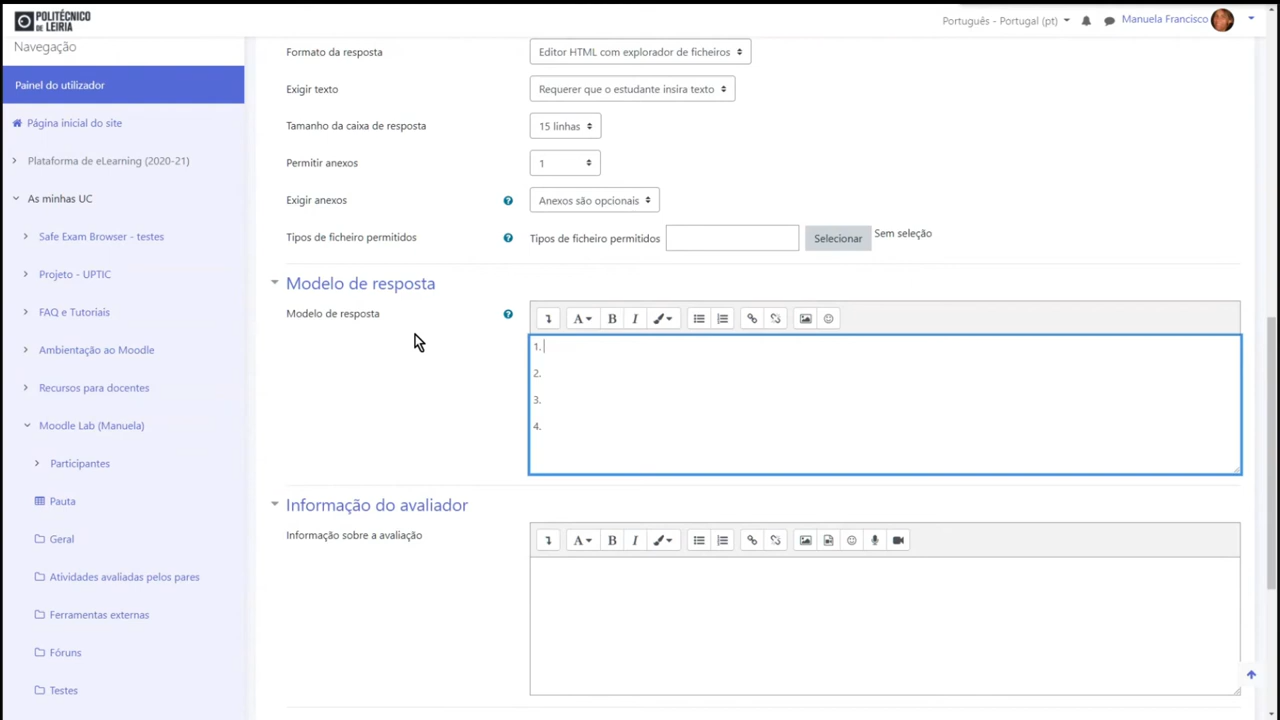 POLITÉCNICO
DE LEIRIA
Português - Portugal (pt)
Manuela Francisco
Navegação
Painel do utilizador
Página inicial do site
Plataforma de eLearning (2020-21)
As minhas UC
Safe Exam Browser - testes
Projeto - UPTIC
FAQ e Tutoriais
Ambientação ao Moodle
Recursos para docentes
Moodle Lab (Manuela)
Participantes
Pauta
Geral
Atividades avaliadas pelos pares
Ferramentas externas
Fóruns
Testes
Formato da resposta
Editor HTML com explorador de ficheiros
Exigir texto
Requerer que o estudante insira texto
Tamanho da caixa de resposta
15 linhas
Permitir anexos
1
Exigir anexos
Anexos são opcionais
Tipos de ficheiro permitidos
Tipos de ficheiro permitidos
Selecionar
Sem seleção
Modelo de resposta
Modelo de resposta
A
B
I
1.
2.
3.
4.
Informação do avaliador
Informação sobre a avaliação
A
B
I